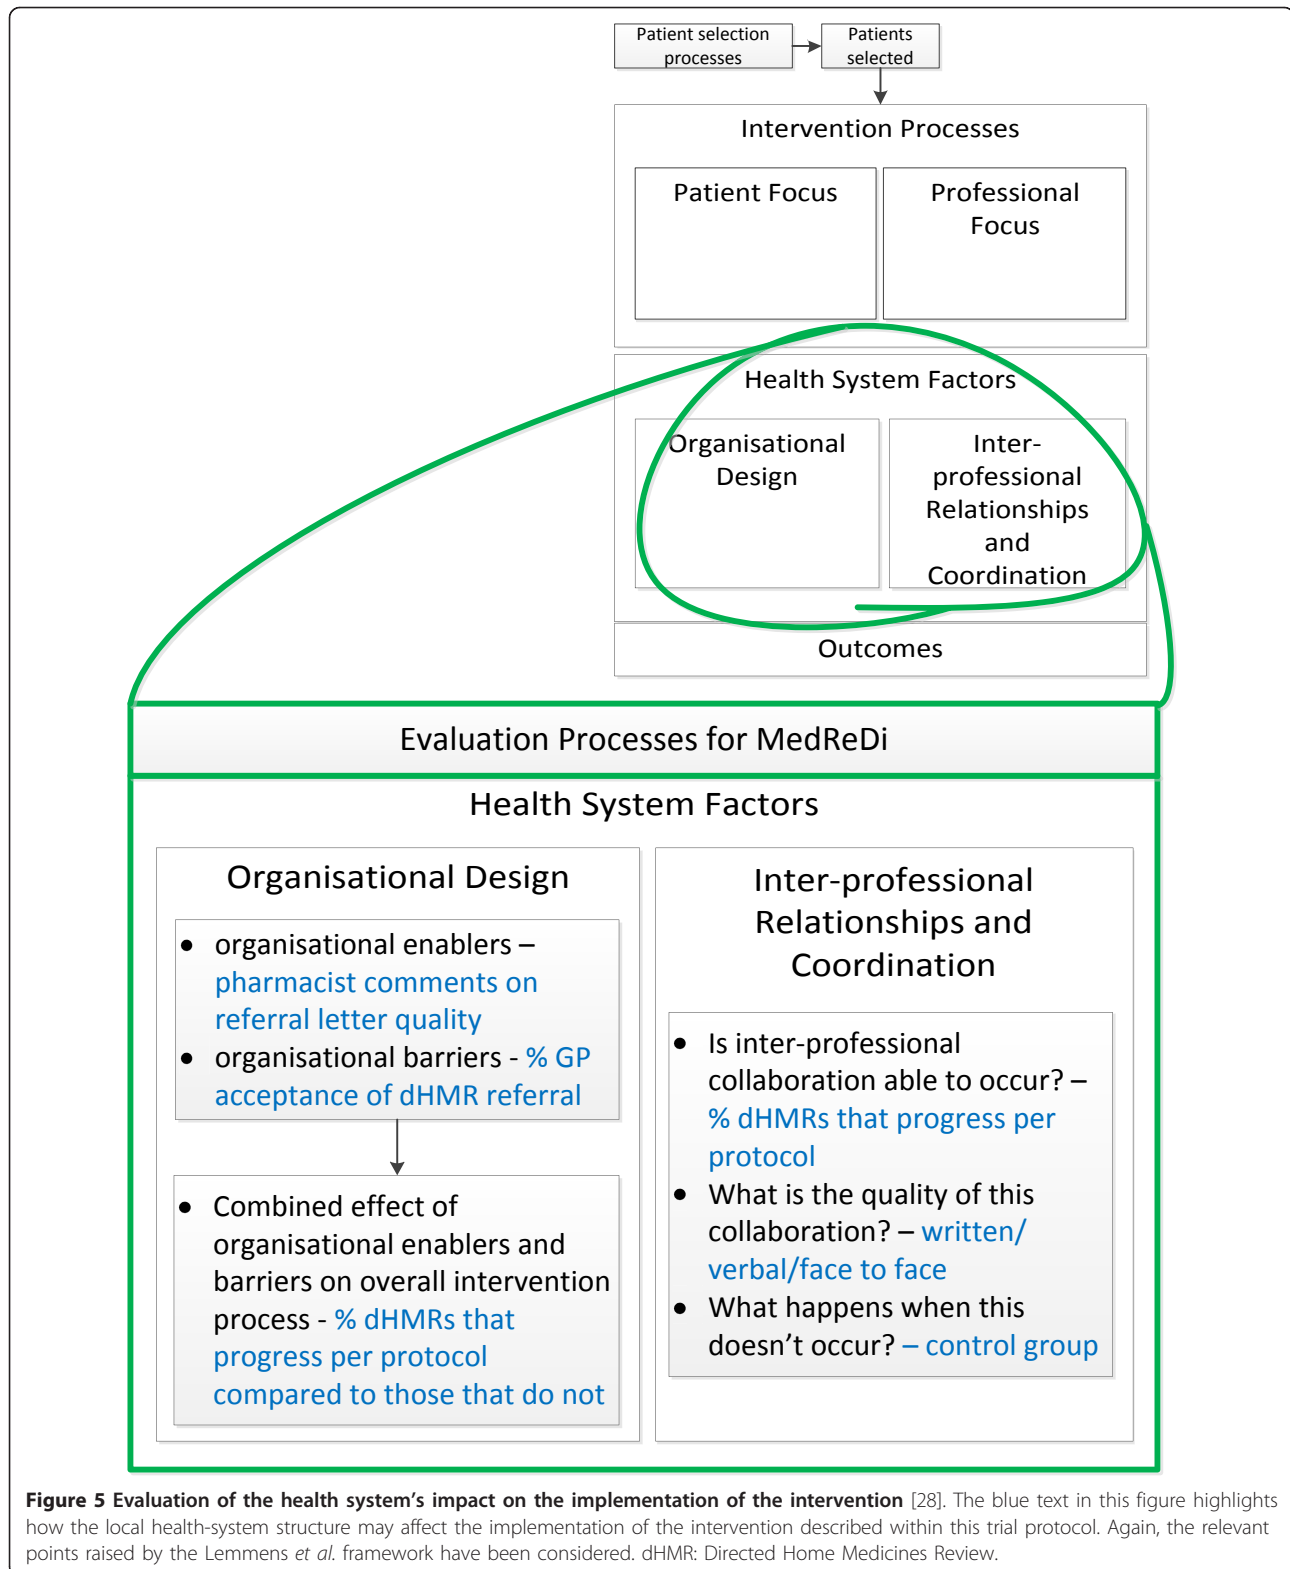 Patient selection
processes
Patients
selected
Intervention Processes
Patient Focus
Professional
Focus
Health System Factors
Organisational
Design
Inter-
professional
Relationships
and
Coordination
Outcomes
Evaluation Processes for MedReDi
Health System Factors
Organisational Design
• organisational enablers –
pharmacist comments on
referral letter quality
• organisational barriers - % GP
acceptance of dHMR referral
• Combined effect of
organisational enablers and
barriers on overall intervention
process - % dHMRs that
progress per protocol
compared to those that do not
Inter-professional
Relationships and
Coordination
• Is inter-professional
collaboration able to occur? –
% dHMRs that progress per
protocol
• What is the quality of this
collaboration? – written/
verbal/face to face
• What happens when this
doesn't occur? – control group
Figure 5 Evaluation of the health system's impact on the implementation of the intervention [28]. The blue text in this figure highlights
how the local health-system structure may affect the implementation of the intervention described within this trial protocol. Again, the relevant
points raised by the Lemmens et al. framework have been considered. dHMR: Directed Home Medicines Review.